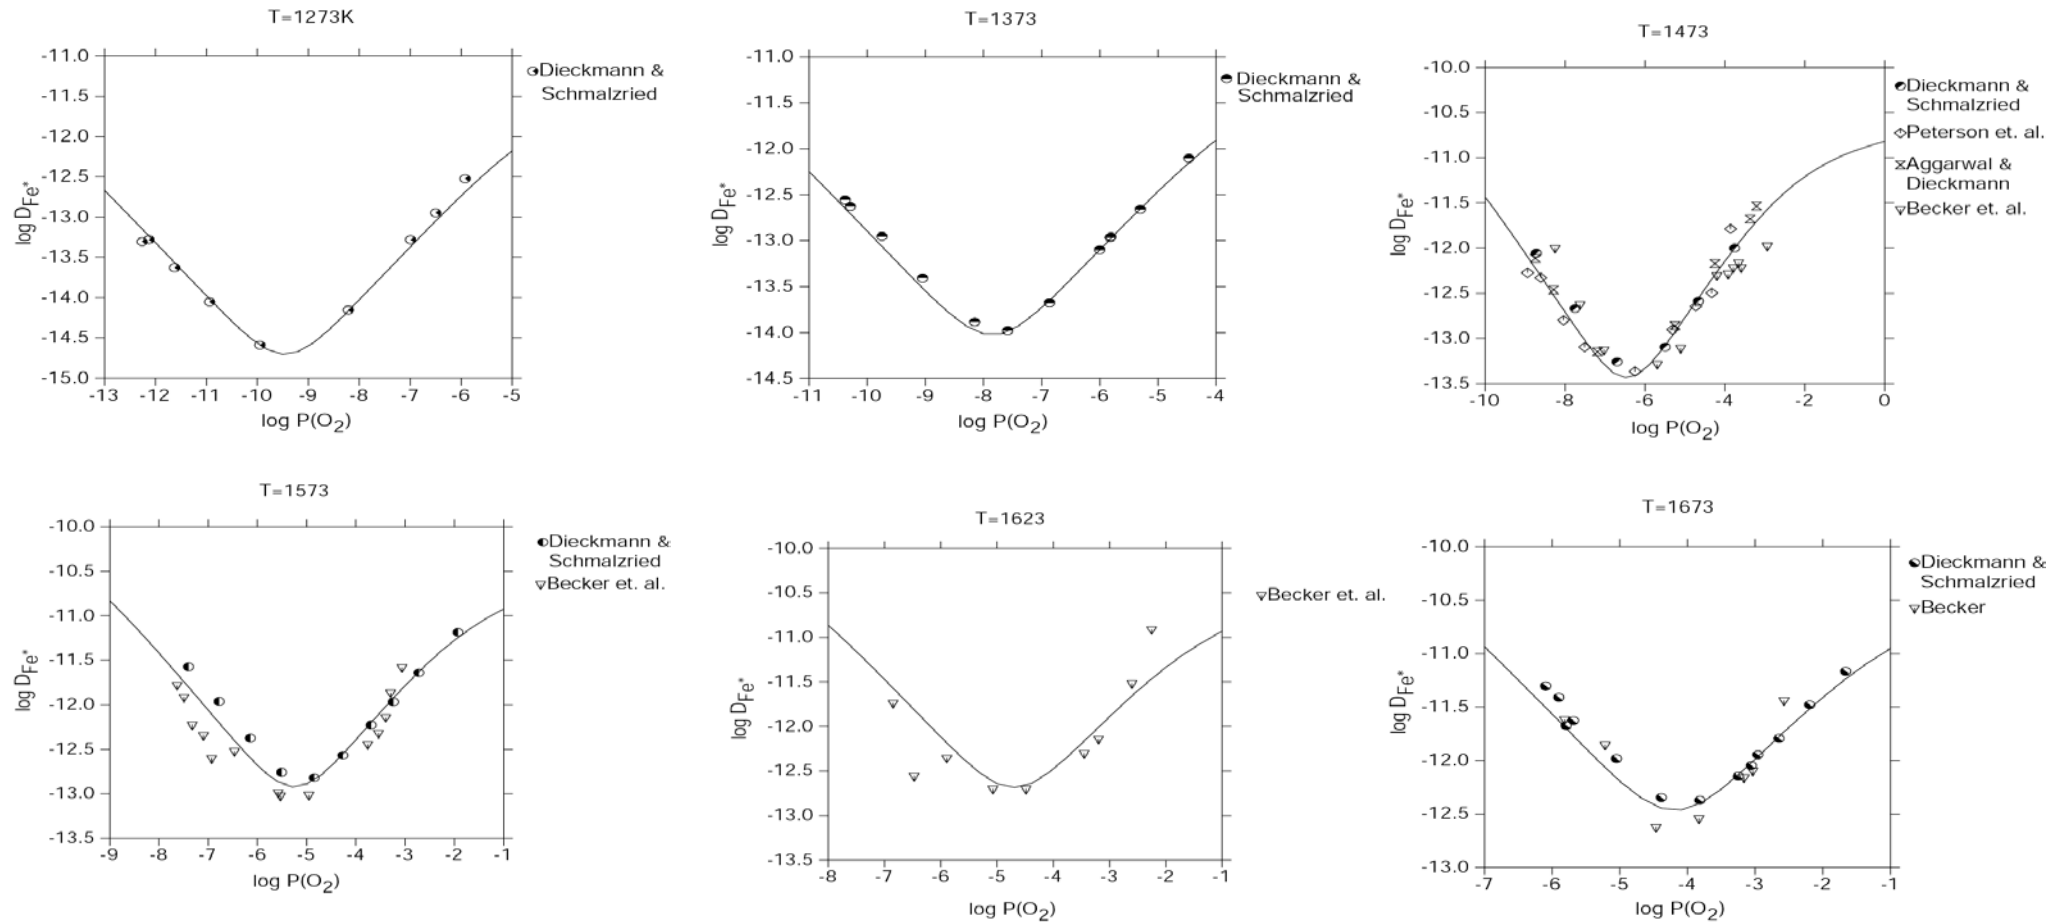 T=1273K
-11.0
-11.5
-12.0
-12.5
-13.0
-13.5
-14.0
-14.5
-15.0
-13 -12 -11 -10 -9 -8 -7 -6 -5
log P(O2)
log DFe*
Dieckmann &
Schmalzried
T=1373
-11.0
-11.5
-12.0
-12.5
-13.0
-13.5
-14.0
-14.5
-11 -10 -9 -8 -7 -6 -5 -4
log P(O2)
log DFe*
Dieckmann &
Schmalzried
T=1473
-10.0
-10.5
-11.0
-11.5
-12.0
-12.5
-13.0
-13.5
-10 -8 -6 -4 -2 0
log P(O2)
log DFe*
Dieckmann &
Schmalzried
Peterson et. al.
Aggarwal &
Dieckmann
Becker et. al.
T=1573
-10.0
-10.5
-11.0
-11.5
-12.0
-12.5
-13.0
-13.5
-9 -8 -7 -6 -5 -4 -3 -2 -1
log P(O2)
log DFe*
Dieckmann &
Schmalzried
Becker et. al.
T=1623
-10.0
-10.5
-11.0
-11.5
-12.0
-12.5
-13.0
-13.5
-8 -7 -6 -5 -4 -3 -2 -1
log P(O2)
log DFe*
Becker et. al.
T=1673
-10.0
-10.5
-11.0
-11.5
-12.0
-12.5
-13.0
-7 -6 -5 -4 -3 -2 -1
log P(O2)
log DFe*
Dieckmann &
Schmalzried
Becker